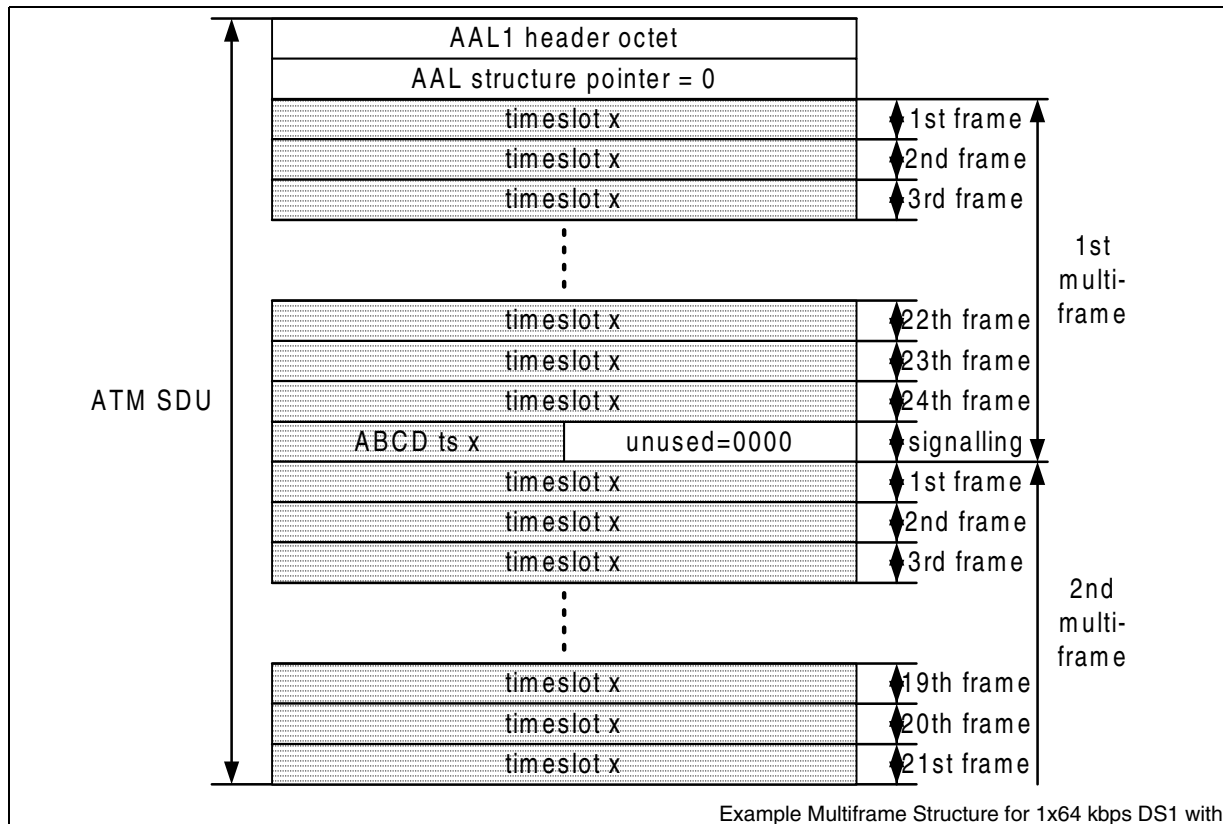 AAL1 header octet
AAL structure pointer = 0
timeslot x
1st frame
timeslot x
2nd frame
timeslot x
3rd frame
1st
multi-
frame
timeslot x
22th frame
timeslot x
23th frame
ATM SDU
timeslot x
24th frame
ABCD ts x
unused=0000
signalling
timeslot x
1st frame
timeslot x
2nd frame
timeslot x
3rd frame
2nd
multi-
frame
timeslot x
19th frame
timeslot x
20th frame
timeslot x
21st frame
Example Multiframe Structure for 1x64 kbps DS1 with